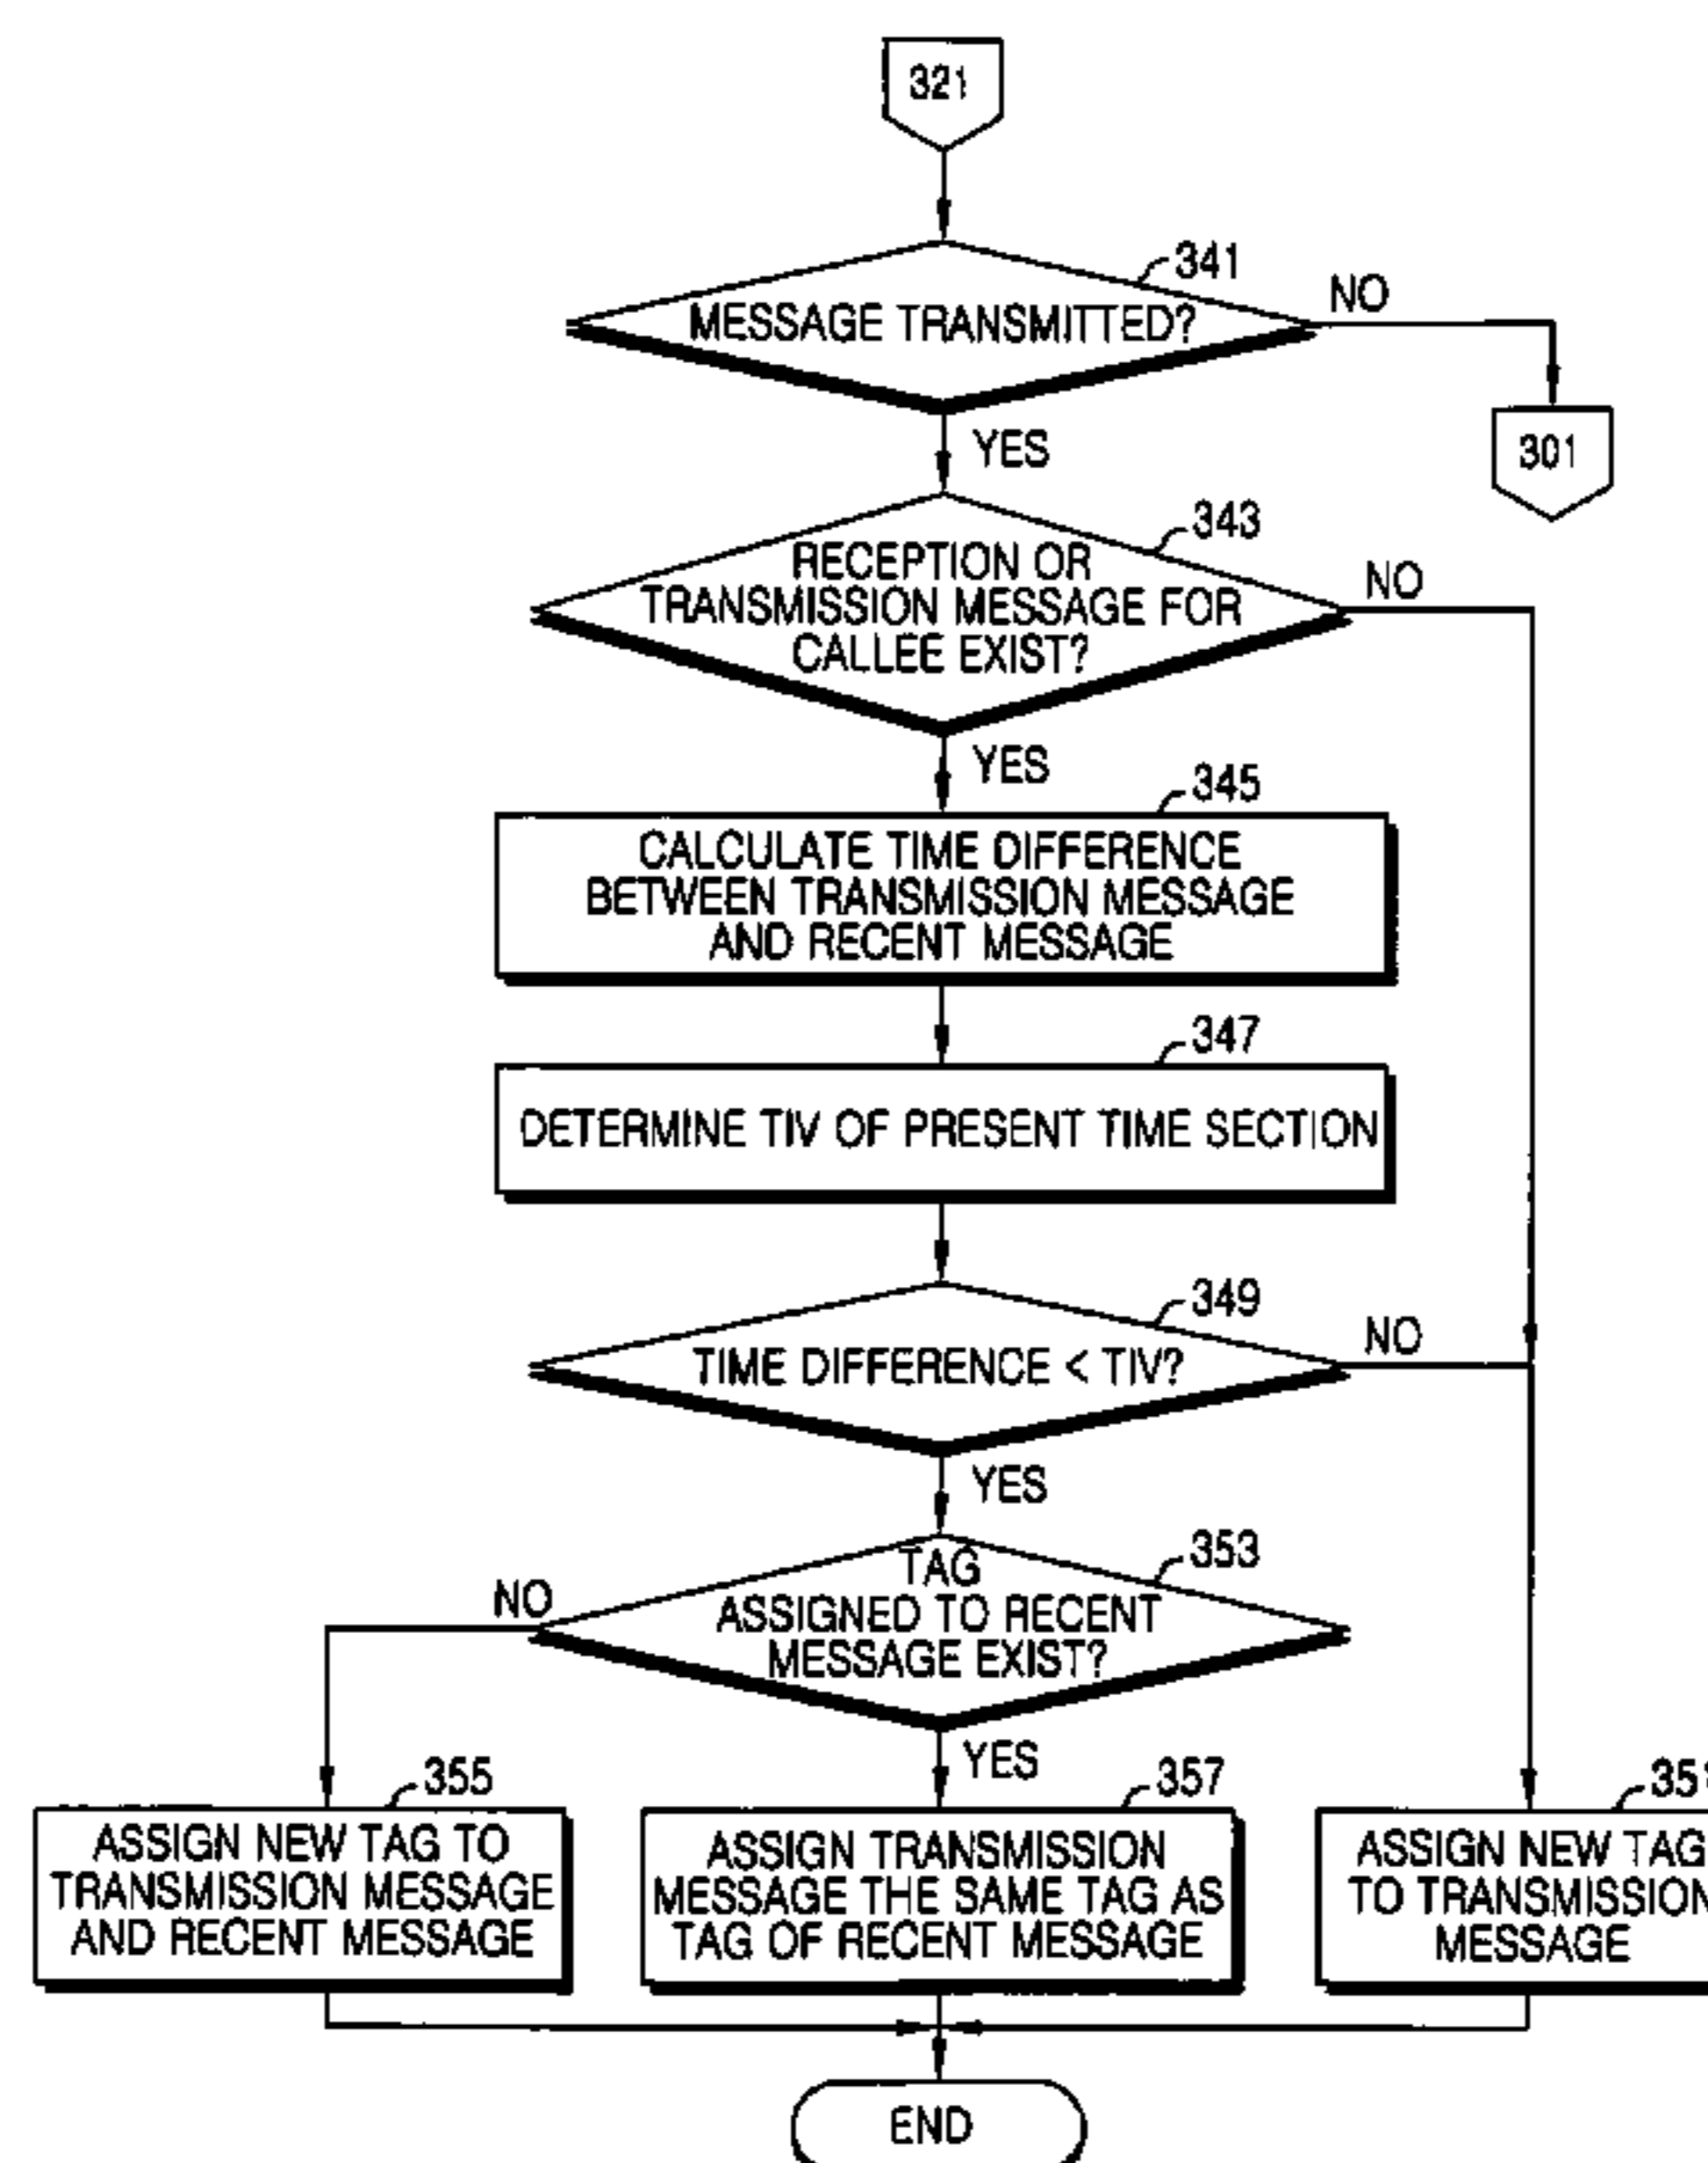 321
341
MESSAGE TRANSMITTED?
NO
301
YES
343
RECEPTION OR
TRANSMISSION MESSAGE FOR
CALLEE EXIST?
NO
YES
345
CALCULATE TIME DIFFERENCE
BETWEEN TRANSMISSION MESSAGE
AND RECENT MESSAGE
347
DETERMINE TIV OF PRESENT TIME SECTION
349
TIME DIFFERENCE < TIV?
NO
YES
353
TAG
ASSIGNED TO RECENT
MESSAGE EXIST?
NO
YES
355
ASSIGN NEW TAG TO
TRANSMISSION MESSAGE
AND RECENT MESSAGE
357
ASSIGN TRANSMISSION
MESSAGE THE SAME TAG AS
TAG OF RECENT MESSAGE
351
ASSIGN NEW TAG
TO TRANSMISSION
MESSAGE
END